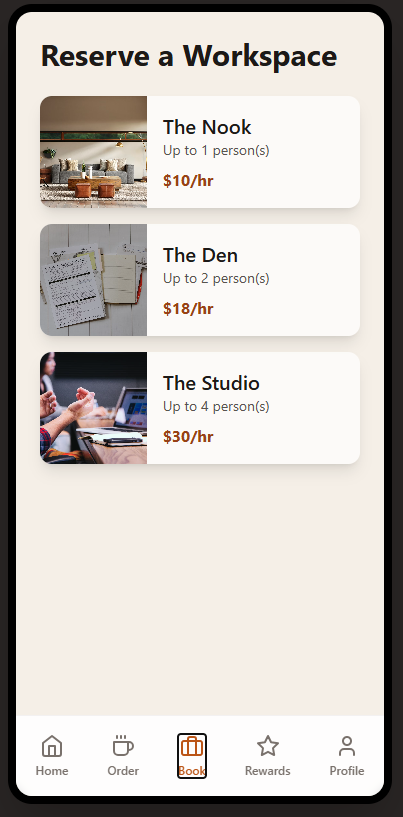 Reserve a Workspace
The Nook
Up to 1 person(s)
$10/hr
The Den
Up to 2 person(s)
$18/hr
The Studio
Up to 4 person(s)
$30/hr
Home
Order
Book
Rewards
Profile